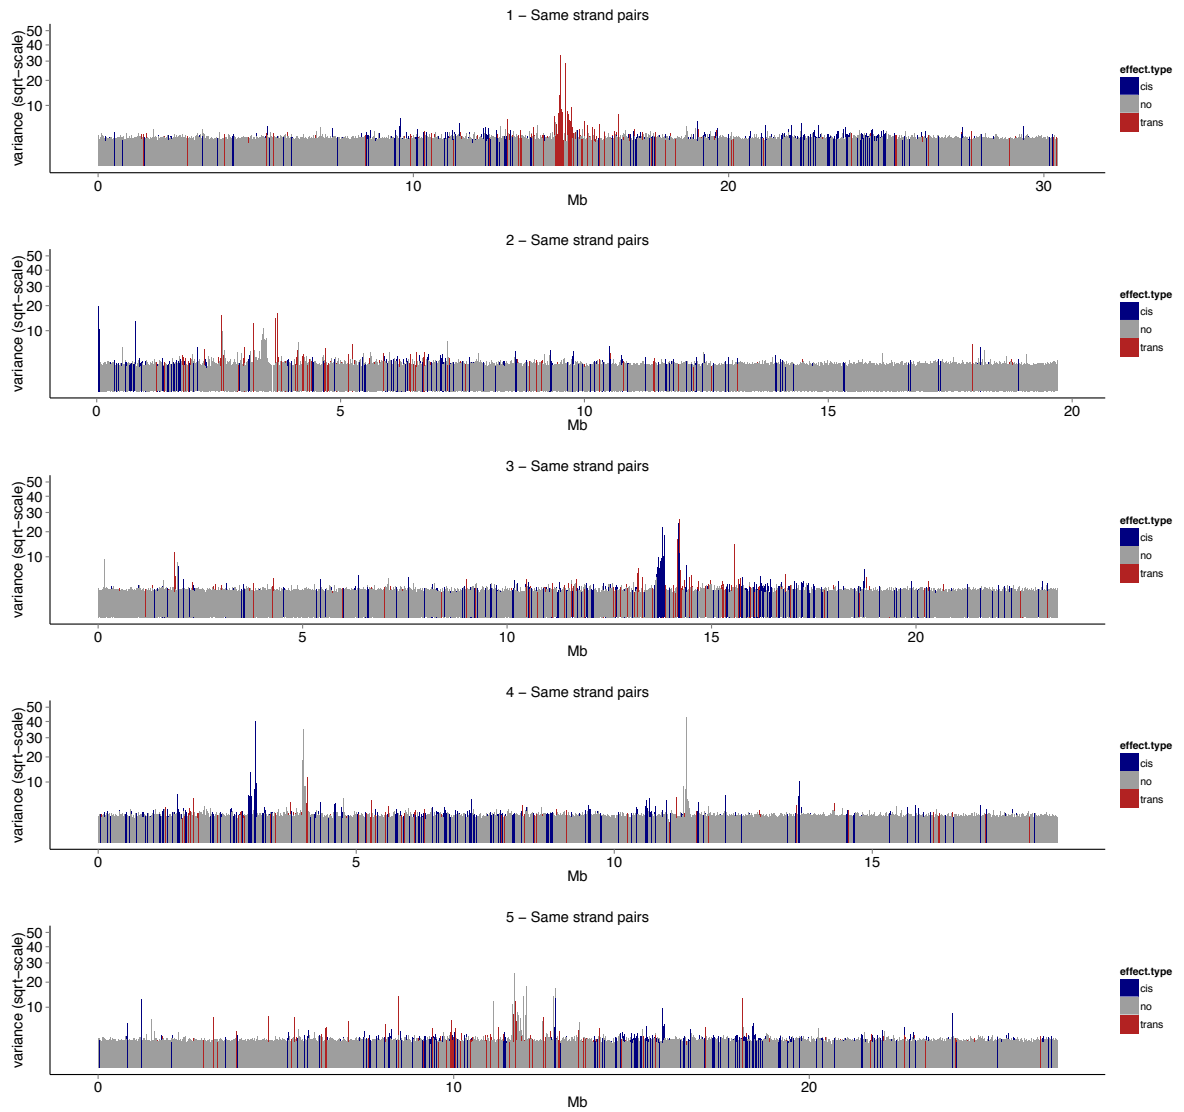 1 − Same strand pairs
variance (sqrt−scale)
50
40
30
20
10
0 10 20 30
Mb
effect.type
cis
no
trans
2 − Same strand pairs
variance (sqrt−scale)
50
40
30
20
10
0 5 10 15 20
Mb
effect.type
cis
no
trans
3 − Same strand pairs
variance (sqrt−scale)
50
40
30
20
10
0 5 10 15 20
Mb
effect.type
cis
no
trans
4 − Same strand pairs
variance (sqrt−scale)
50
40
30
20
10
0 5 10 15
Mb
effect.type
cis
no
trans
5 − Same strand pairs
variance (sqrt−scale)
50
40
30
20
10
0 10 20
Mb
effect.type
cis
no
trans